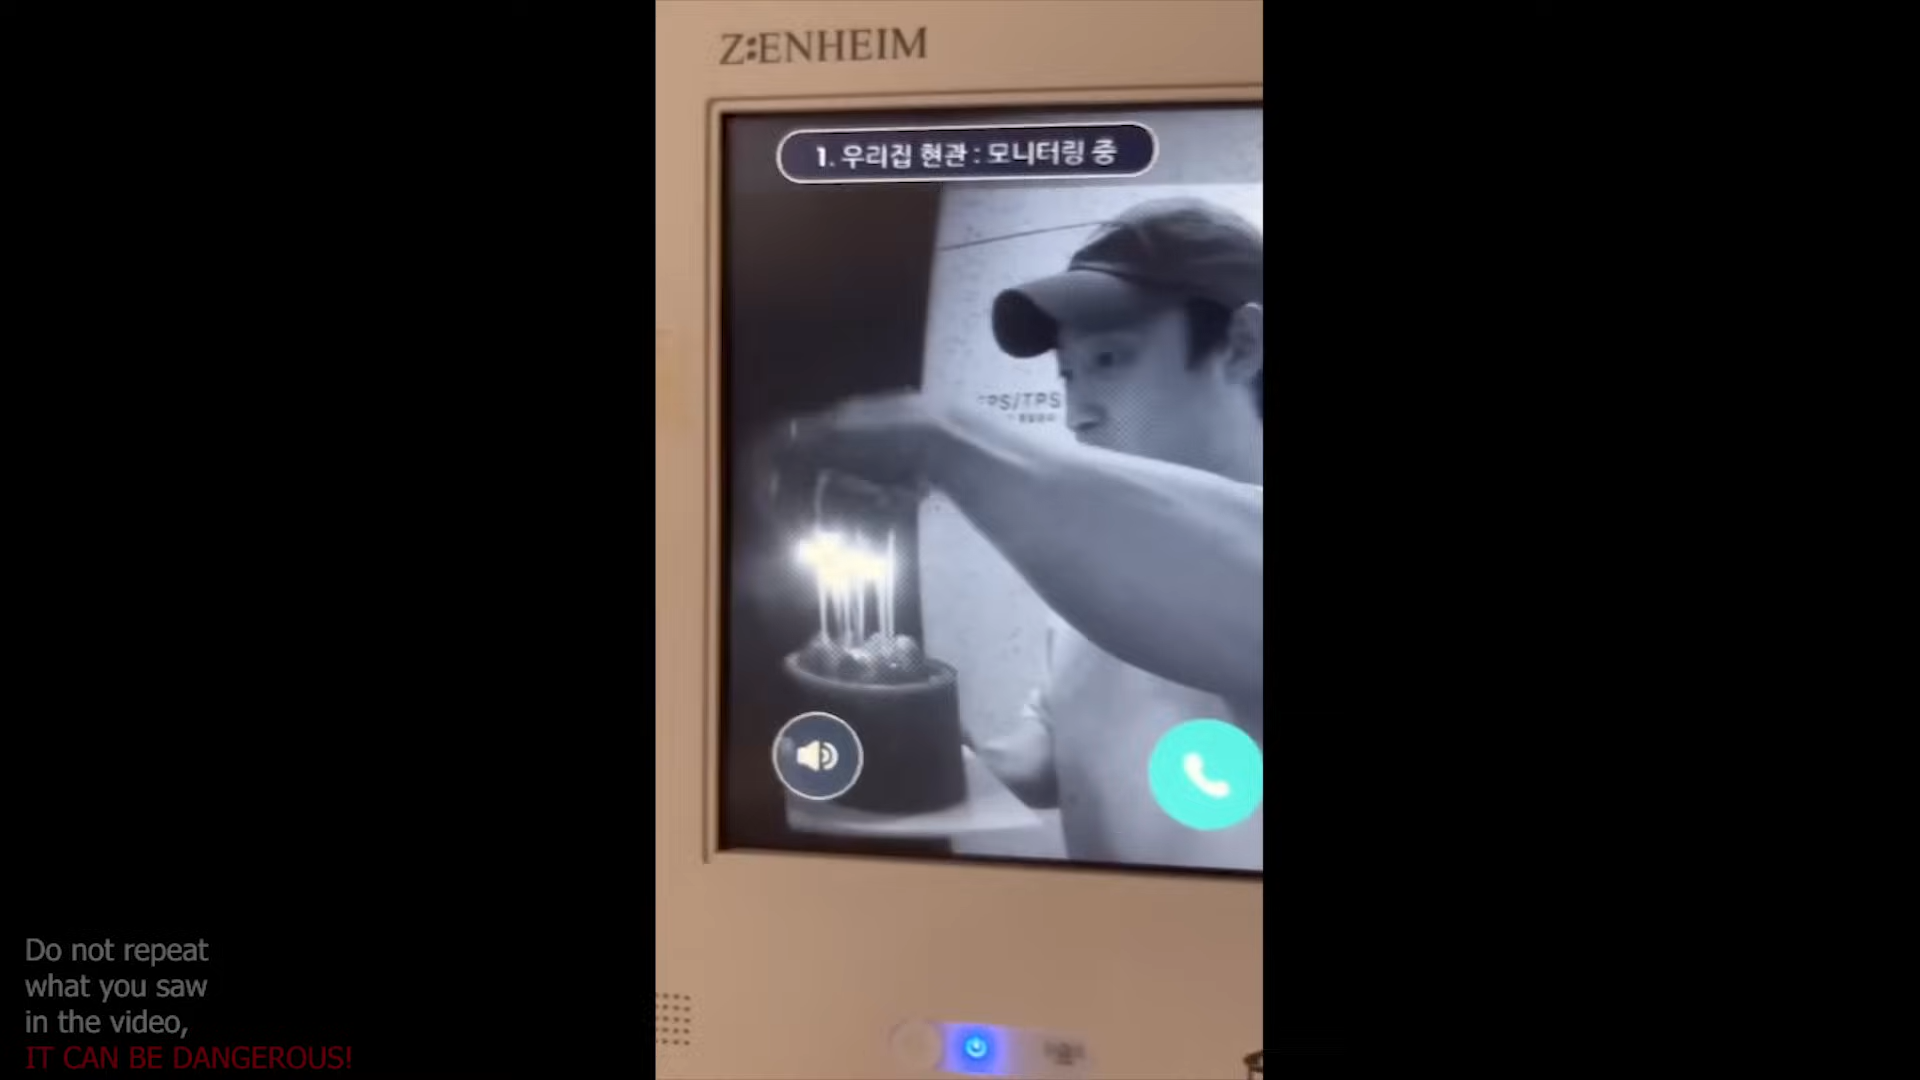 Z:ENHEIM
1. 우리집 현관 : 모니터링 중
PS/TPS
Do not repeat
what you saw
in the video,
IT CAN BE DANGEROUS!